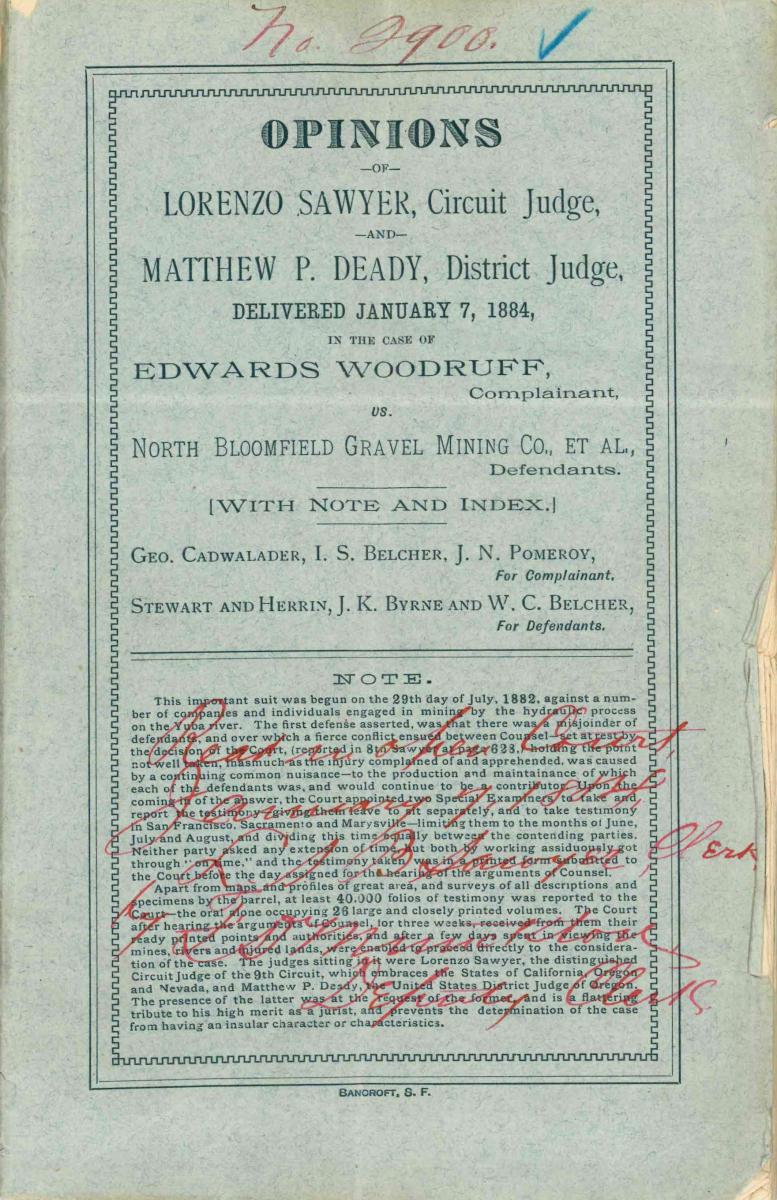 No. 2900.
OPINIONS
—OF—
LORENZO SAWYER, Circuit Judge,
—AND—
MATTHEW P. DEADY, District Judge,
DELIVERED JANUARY 7, 1884,
IN THE CASE OF
EDWARDS WOODRUFF,
Complainant,
vs.
NORTH BLOOMFIELD GRAVEL MINING CO., ET AL.,
Defendants.
[WITH NOTE AND INDEX.]
GEO. CADWALADER, I. S. BELCHER, J. N. POMEROY,
For Complainant.
STEWART AND HERRIN, J. K. BYRNE AND W. C. BELCHER,
For Defendants.
NOTE.
This important suit was begun on the 29th day of July, 1882, against a num-
ber of companies and individuals engaged in mining by the hydraulic process
on the Yuba river. The first defense asserted, was that there was a misjoinder of
defendants, and over which a fierce conflict ensued between Counsel—set at rest by
the decision of the Court, (reported in 8th Sawyer at page 628,) holding the point
not well taken, inasmuch as the injury complained of and apprehended, was caused
by a continuing common nuisance—to the production and maintainance of which
each of the defendants was, and would continue to be a contributor. Upon the
coming in of the answer, the Court appointed two Special Examiners to take and
report the testimony—giving them leave to sit separately, and to take testimony
in San Francisco, Sacramento and Marysville—limiting them to the months of June,
July and August, and dividing this time equally between the contending parties.
Neither party asked any extension of time, but both by working assiduously got
through "on time," and the testimony taken, was in a printed form submitted to
the Court before the day assigned for the hearing of the arguments of Counsel.
Apart from maps and profiles of great area, and surveys of all descriptions and
specimens by the barrel, at least 40,000 folios of testimony was reported to the
Court—the oral alone occupying 26 large and closely printed volumes. The Court
after hearing the arguments of Counsel, for three weeks, received from them their
ready printed points and authorities, and after a few days spent in viewing the
mines, rivers and injured lands, were enabled to proceed directly to the considera-
tion of the case. The judges sitting in it were Lorenzo Sawyer, the distinguished
Circuit Judge of the 9th Circuit, which embraces the States of California, Oregon
and Nevada, and Matthew P. Deady, the United States District Judge of Oregon.
The presence of the latter was at the request of the former, and is a flattering
tribute to his high merit as a jurist, and prevents the determination of the case
from having an insular character or characteristics.
Court,
January
Clerk
By
Deputy Clerk.
BANCROFT, S. F.